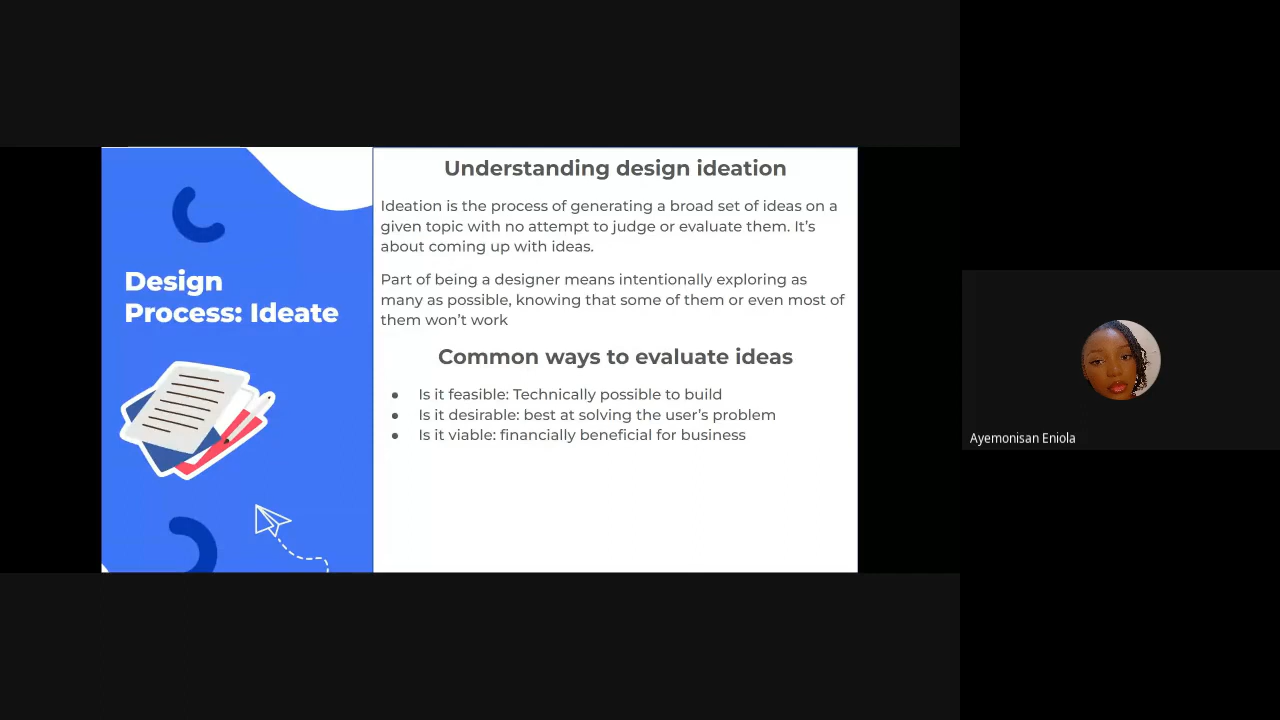 Design
Process: Ideate
Understanding design ideation
Ideation is the process of generating a broad set of ideas on a
given topic with no attempt to judge or evaluate them. It's
about coming up with ideas.
Part of being a designer means intentionally exploring as
many as possible, knowing that some of them or even most of
them won't work
Common ways to evaluate ideas
● Is it feasible: Technically possible to build
● Is it desirable: best at solving the user's problem
● Is it viable: financially beneficial for business
Ayemonisan Eniola